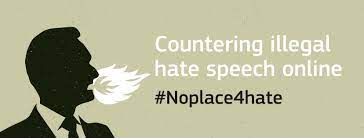 Countering illegal
hate speech online
#Noplace4hate